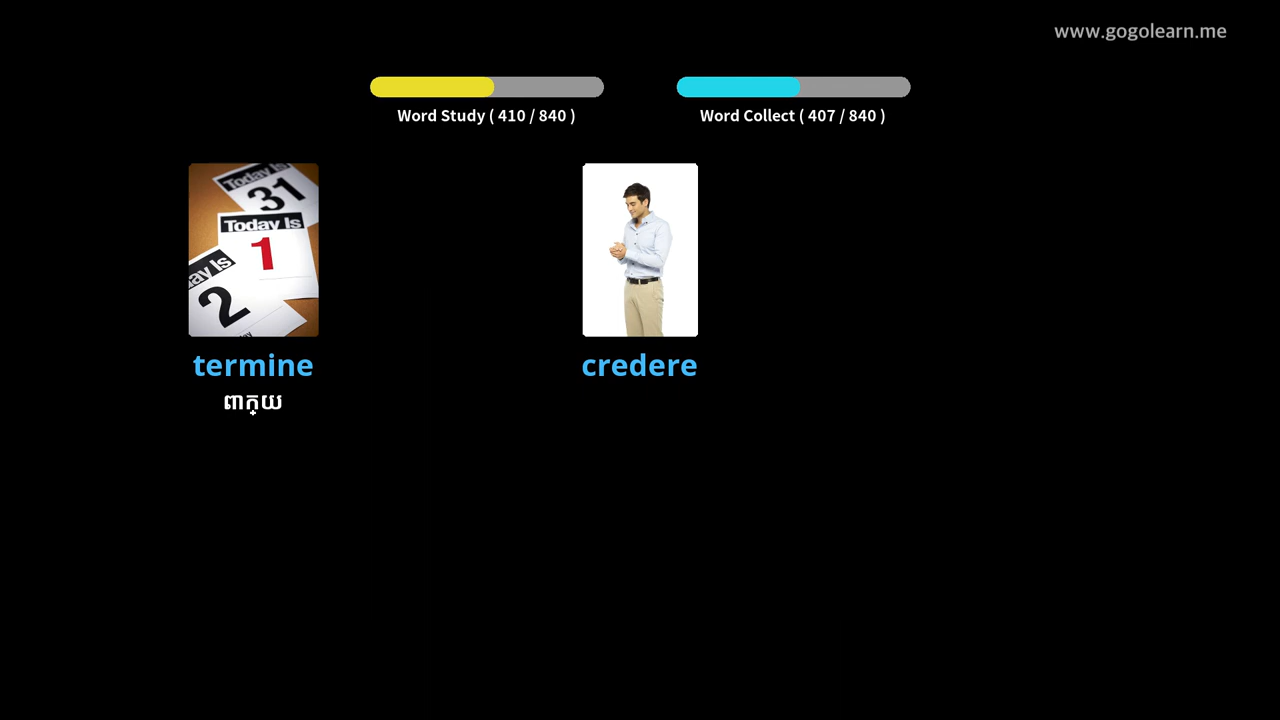 www.gogolearn.me
Word Study ( 410 / 840 )
Word Collect ( 407 / 840 )
Today Is
31
Today Is
1
ay Is
2
termine
ពាក្យ
credere